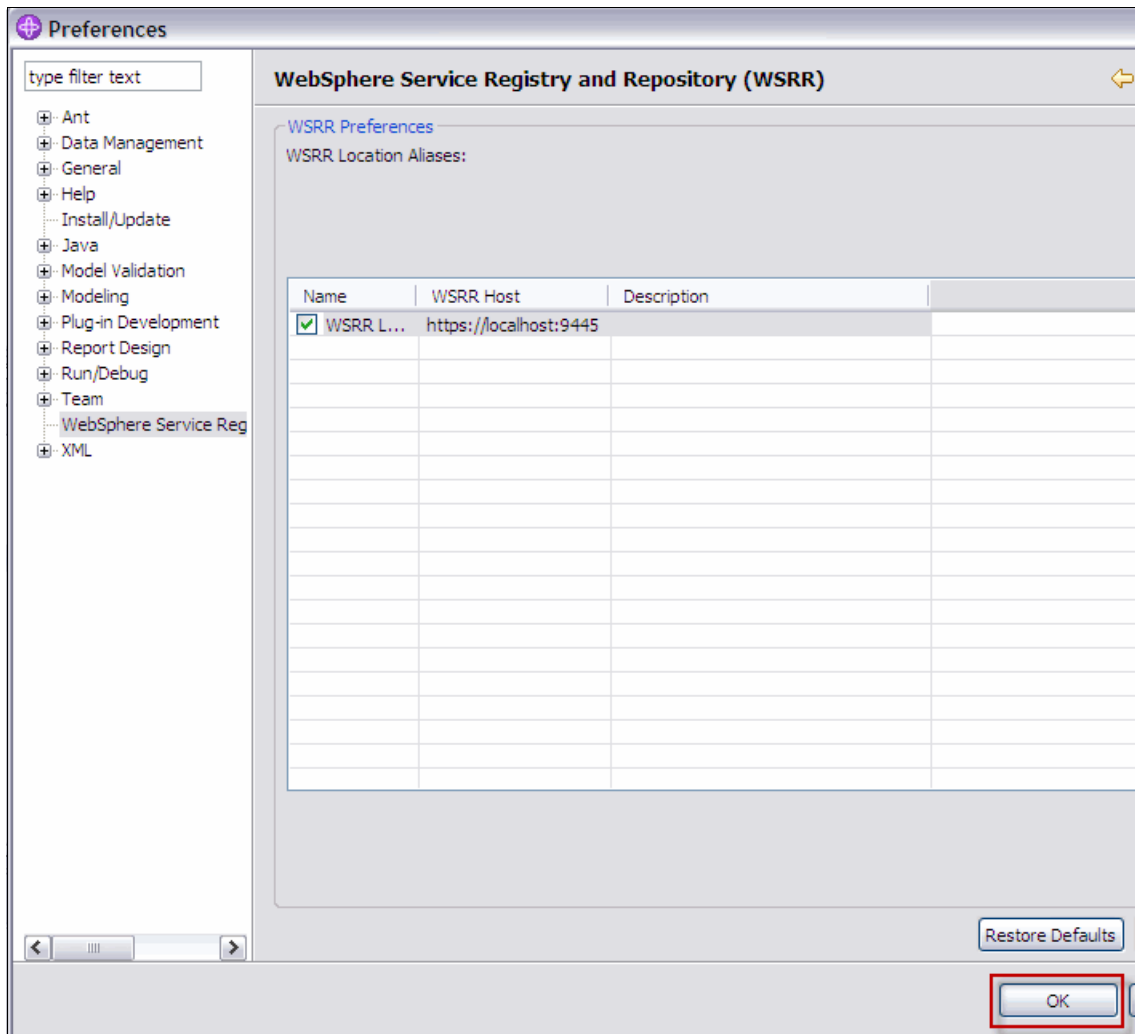 Preferences
type filter text
Ant
Data Management
General
Help
Install/Update
Java
Model Validation
Modeling
Plug-in Development
Report Design
Run/Debug
Team
WebSphere Service Reg
XML
WebSphere Service Registry and Repository (WSRR)
WSRR Preferences
WSRR Location Aliases:
Name WSRR Host Description
WSRR L... https://localhost:9445
Restore Defaults
OK